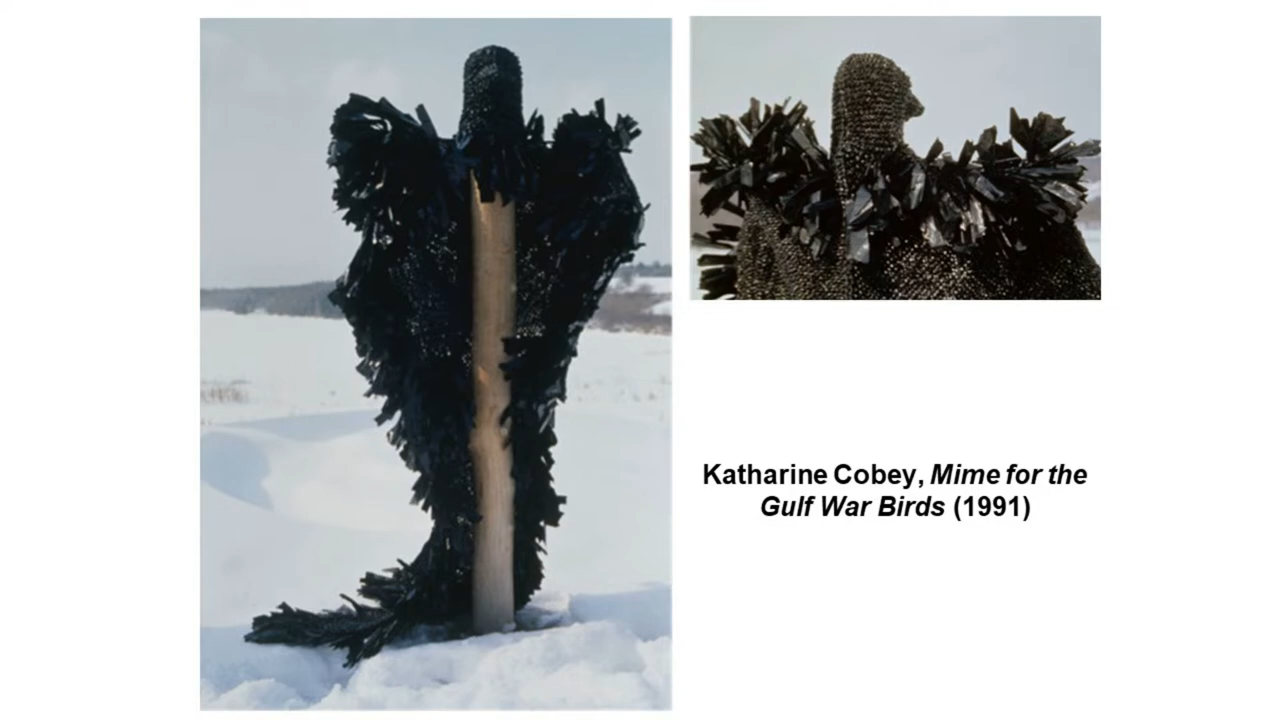 Katharine Cobey, Mime for the
Gulf War Birds (1991)